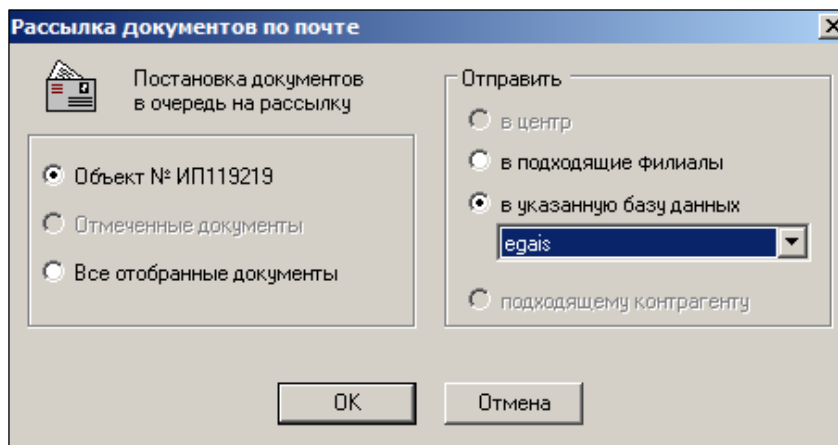 Рассылка документов по почте
Постановка документов
в очередь на рассылку
Объект № ИП119219
Отмеченные документы
Все отобранные документы
Отправить
в центр
в подходящие филиалы
в указанную базу данных
egais
подходящему контрагенту
OK
Отмена